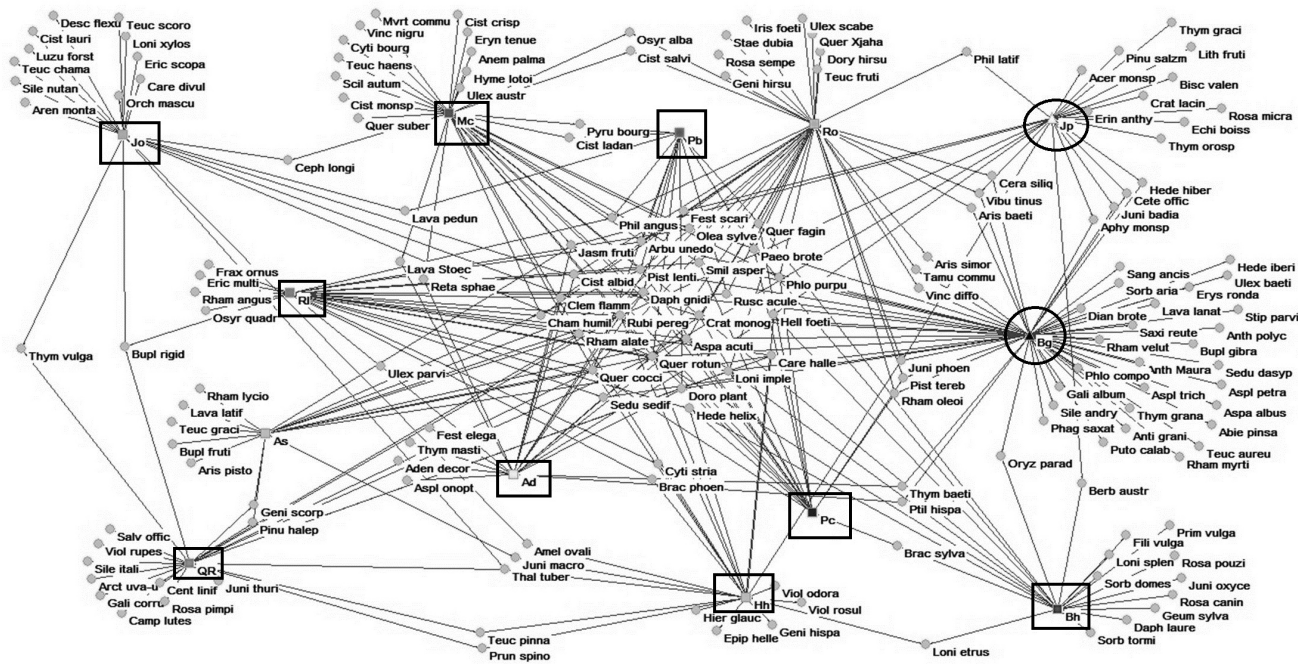 Desc flexu
Teuc scoro
Cist lauri
Loni xylos
Luzu forst
Eric scopa
Teuc chama
Care divul
Sile nutan
Orch mascu
Aren monta
Jo
Mvrt commu
Cist crisp
Vinc nigru
Eryn tenue
Cyti bourg
Anem palma
Teuc haens
Hyme lotoi
Scil autum
Ulex austr
Cist monsp
Mc
Quer suber
Osyr alba
Cist salvi
Pyru bourg
Cist ladan
Pb
Iris foeti
Ulex scabe
Stae dubia
Quer Xjaha
Rosa sempe
Dory hirsu
Geni hirsu
Teuc fruti
Ro
Phil latif
Thym graci
Pinu salzm
Lith fruti
Acer monsp
Bisc valen
Crat lacin
Rosa micra
Erin anthy
Echi boiss
Jp
Thym orosp
Ceph longi
Lava pedun
Cera siliq
Vibu tinus
Aris baeti
Hede hiber
Cete offic
Juni badia
Aphy monsp
Phil angus
Fest scari
Quer fagin
Olea sylve
Jasm fruti
Arbu unedo
Paeo brote
Lava Stoec
Pist lenti
Smil asper
Reta sphae
Cist albid
Phlo purpu
Aris simor
Tamu commu
Vinc diffo
Frax ornus
Eric multi
Rham angus
Osyr quadr
Rl
Clem flamm
Daph gnidi
Rusc acule
Cham humil
Rubi pereg
Crat monog
Hell foeti
Rham alate
Aspa acuti
Quer rotun
Care halle
Quer cocci
Loni imple
Doro plant
Sedu sedif
Hede helix
Juni phoen
Pist tereb
Rham oleoi
Sang ancis
Hede iberi
Sorb aria
Ulex baeti
Erys ronda
Dian brote
Lava lanat
Stip parvi
Bg
Saxi reute
Anth polyc
Rham velut
Bupl gibra
Phlo compo
Anth Maura
Sedu dasyp
Gali album
Aspl trich
Aspl petra
Sile andry
Thym grana
Aspa albus
Phag saxat
Anti grani
Abie pinsa
Puto calab
Teuc aureu
Rham myrti
Thym vulga
Bupl rigid
Ulex parvi
Rham lycio
Lava latif
Teuc graci
As
Bupl fruti
Aris pisto
Fest elega
Thym masti
Aden decor
Aspl onopt
Ad
Cyti stria
Brac phoen
Thym baeti
Ptil hispa
Oryz parad
Berb austr
Geni scorp
Pinu halep
Pc
Brac sylva
Salv offic
Viol rupes
Sile itali
QR
Arct uva-u
Cent linif
Juni thuri
Gali corru
Rosa pimpi
Camp lutes
Amel ovali
Juni macro
Thal tuber
Viol odora
Hh
Viol rosul
Hier glauc
Geni hispa
Epip helle
Teuc pinna
Prun spino
Loni etrus
Prim vulga
Fili vulga
Loni splen
Rosa pouzi
Sorb domes
Juni oxyce
Rosa canin
Bh
Geum sylva
Daph laure
Sorb tormi